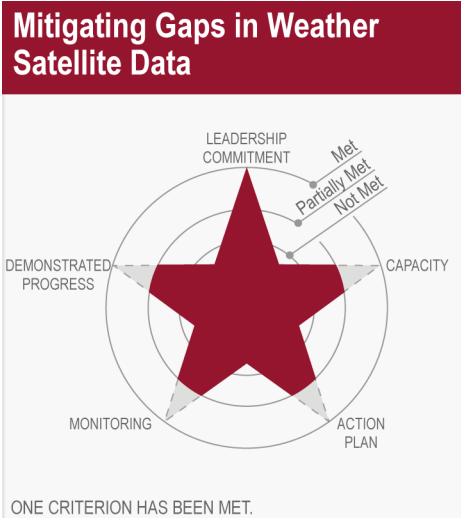 Mitigating Gaps in Weather
Satellite Data
LEADERSHIP
COMMITMENT
Met
Partially Met
Not Met
DEMONSTRATED
PROGRESS
CAPACITY
MONITORING
ACTION
PLAN
ONE CRITERION HAS BEEN MET.